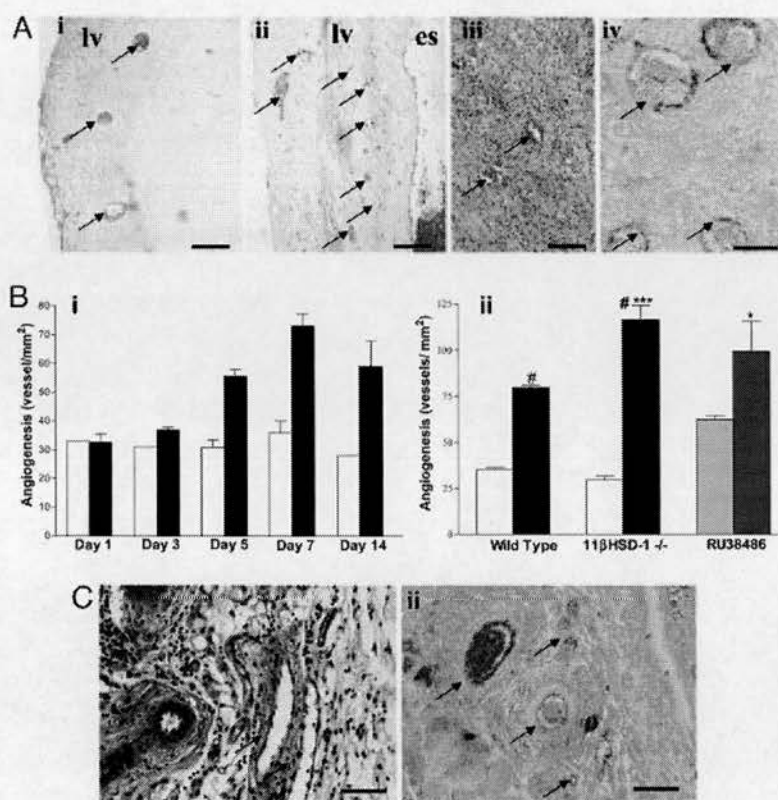 A
i
lv
ii
lv
es
iii
iv
B
i
Angiogenesis (vessel/mm²)
80
70
60
50
40
30
20
10
0
Day 1 Day 3 Day 5 Day 7 Day 14
ii
Angiogenesis (vessels/ mm²)
125
100
75
50
25
0
#
# ***
*
Wild Type 11βHSD-1 -/- RU38486
C
ii